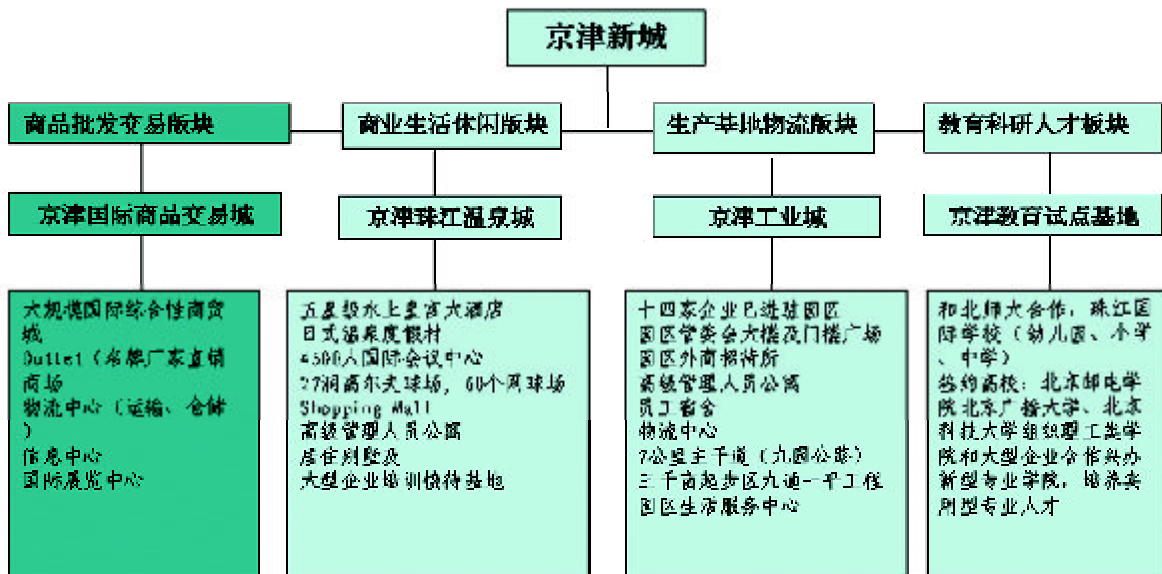 京津新城
商品批发交易版块
商业生活休闲版块
生产基地物流版块
教育科研人才板块
京津国际商品交易城
京津珠江温泉城
京津工业城
京津教育试点基地
大规模国际综合性商贸
城
Outlet（名牌厂家直销
商场
物流中心（运输、仓储
）
信息中心
国际展览中心
五星级水上皇宫大酒店
日式温泉度假村
4500人国际会议中心
27洞高尔夫球场，60个网球场
Shopping Mall
高级管理人员公寓
居住别墅及
大型企业培训接待基地
十四家企业已进驻园区
园区管委会大楼及门楼广场
园区外商招待所
高级管理人员公寓
员工宿舍
物流中心
7公里主干道（九园公路）
三千亩起步区九通一平工程
园区生活服务中心
和北师大合作：珠江国
际学校（幼儿园、小学
、中学）
签约高校：北京邮电学
院北京广播大学、北京
科技大学组织理工类学
院和大型企业合作兴办
新型专业学院，培养实
用型专业人才